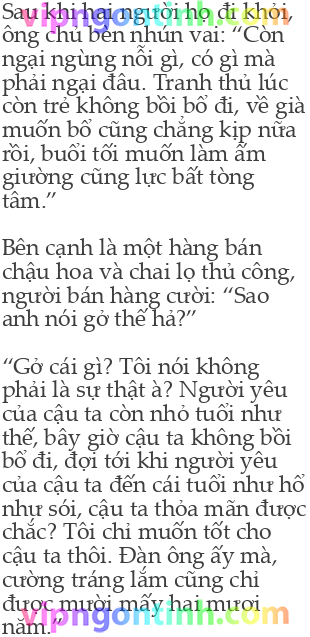 vipngontinh.com
Sau khi hai người họ đi khỏi,
ông chủ bèn nhún vai: “Còn
ngại ngùng nỗi gì, có gì mà
phải ngại đâu. Tranh thủ lúc
còn trẻ không bồi bổ đi, về già
muốn bổ cũng chẳng kịp nữa
rồi, buổi tối muốn làm ấm
giường cũng lực bất tòng
tâm.”
Bên cạnh là một hàng bán
chậu hoa và chai lọ thủ công,
người bán hàng cười: “Sao
anh nói gở thế hả?”
“Gở cái gì? Tôi nói không
phải là sự thật à? Người yêu
của cậu ta còn nhỏ tuổi như
thế, bây giờ cậu ta không bồi
bổ đi, đợi tới khi người yêu
của cậu ta đến cái tuổi như hổ
như sói, cậu ta thỏa mãn được
chắc? Tôi chỉ muốn tốt cho
cậu ta thôi. Đàn ông ấy mà,
cường tráng lắm cũng chỉ
được mười mấy hai mươi
năm.”
vipngontinh.com